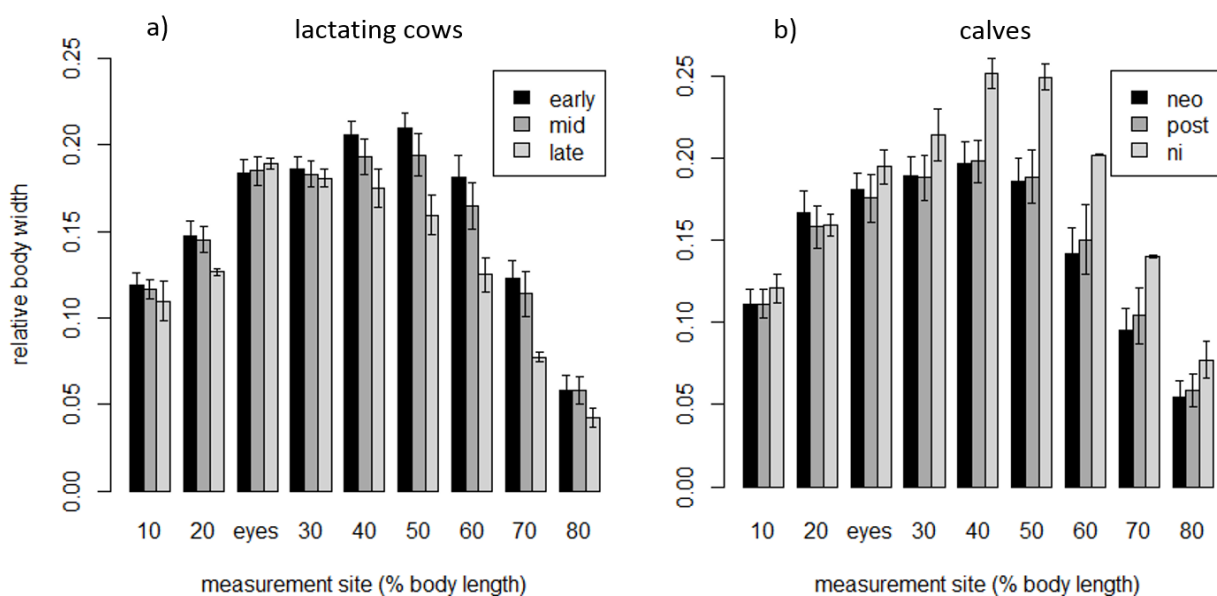 a) lactating cows
relative body width
0.00 0.05 0.10 0.15 0.20 0.25
early
mid
late
10 20 eyes 30 40 50 60 70 80
measurement site (% body length)
b) calves
0.00 0.05 0.10 0.15 0.20 0.25
neo
post
ni
10 20 eyes 30 40 50 60 70 80
measurement site (% body length)